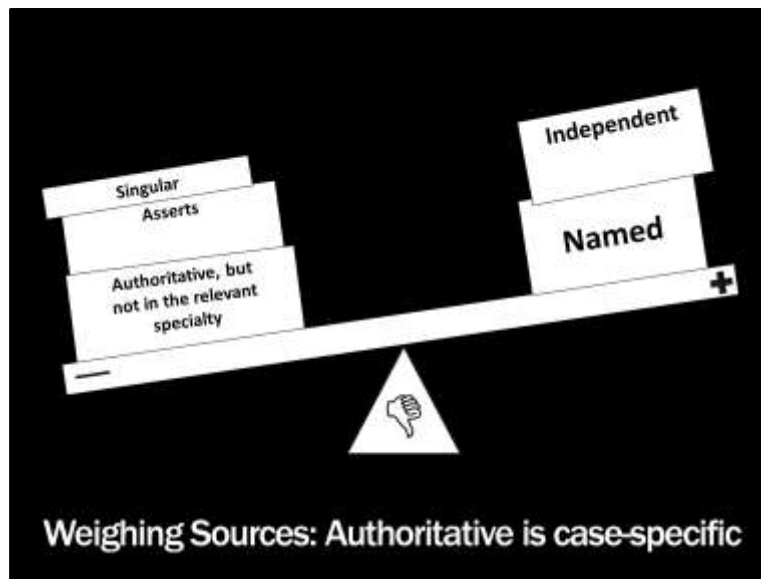 Singular
Asserts
Authoritative, but
not in the relevant
specialty
Independent
Named
Weighing Sources: Authoritative is case-specific